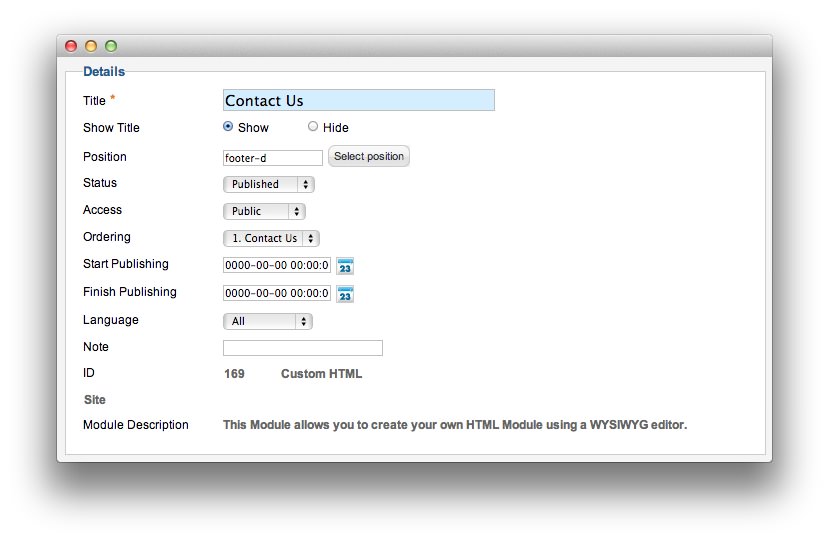 Details
Title * Contact Us
Show Title Show Hide
Position footer-d Select position
Status Published
Access Public
Ordering 1. Contact Us
Start Publishing 0000-00-00 00:00:0 23
Finish Publishing 0000-00-00 00:00:0 23
Language All
Note
ID 169 Custom HTML
Site
Module Description This Module allows you to create your own HTML Module using a WYSIWYG editor.